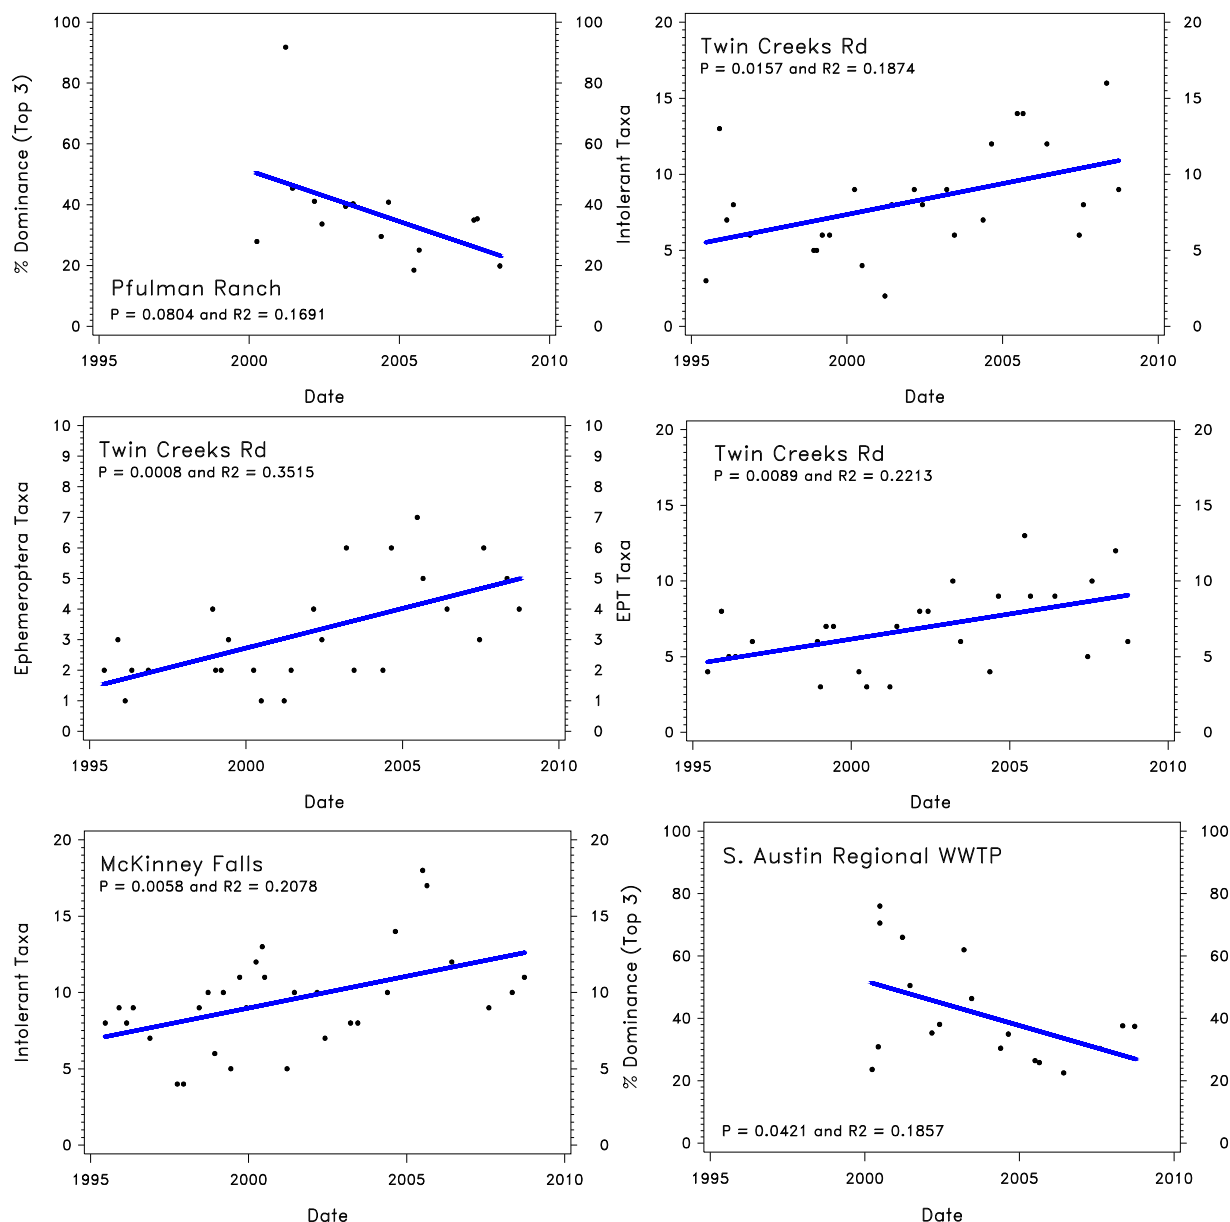 100
80
60
40
20
0
% Dominance (Top 3)
Pfulman Ranch
P = 0.0804 and R2 = 0.1691
100
80
60
40
20
0
1995 2000 2005 2010
Date
20
15
10
5
0
Intolerant Taxa
Twin Creeks Rd
P = 0.0157 and R2 = 0.1874
20
15
10
5
0
1995 2000 2005 2010
Date
10
9
8
7
6
5
4
3
2
1
0
Ephemeroptera Taxa
Twin Creeks Rd
P = 0.0008 and R2 = 0.3515
10
9
8
7
6
5
4
3
2
1
0
1995 2000 2005 2010
Date
20
15
10
5
0
EPT Taxa
Twin Creeks Rd
P = 0.0089 and R2 = 0.2213
20
15
10
5
0
1995 2000 2005 2010
Date
20
15
10
5
0
Intolerant Taxa
McKinney Falls
P = 0.0058 and R2 = 0.2078
20
15
10
5
0
1995 2000 2005 2010
Date
100
80
60
40
20
0
% Dominance (Top 3)
S. Austin Regional WWTP
P = 0.0421 and R2 = 0.1857
100
80
60
40
20
0
1995 2000 2005 2010
Date